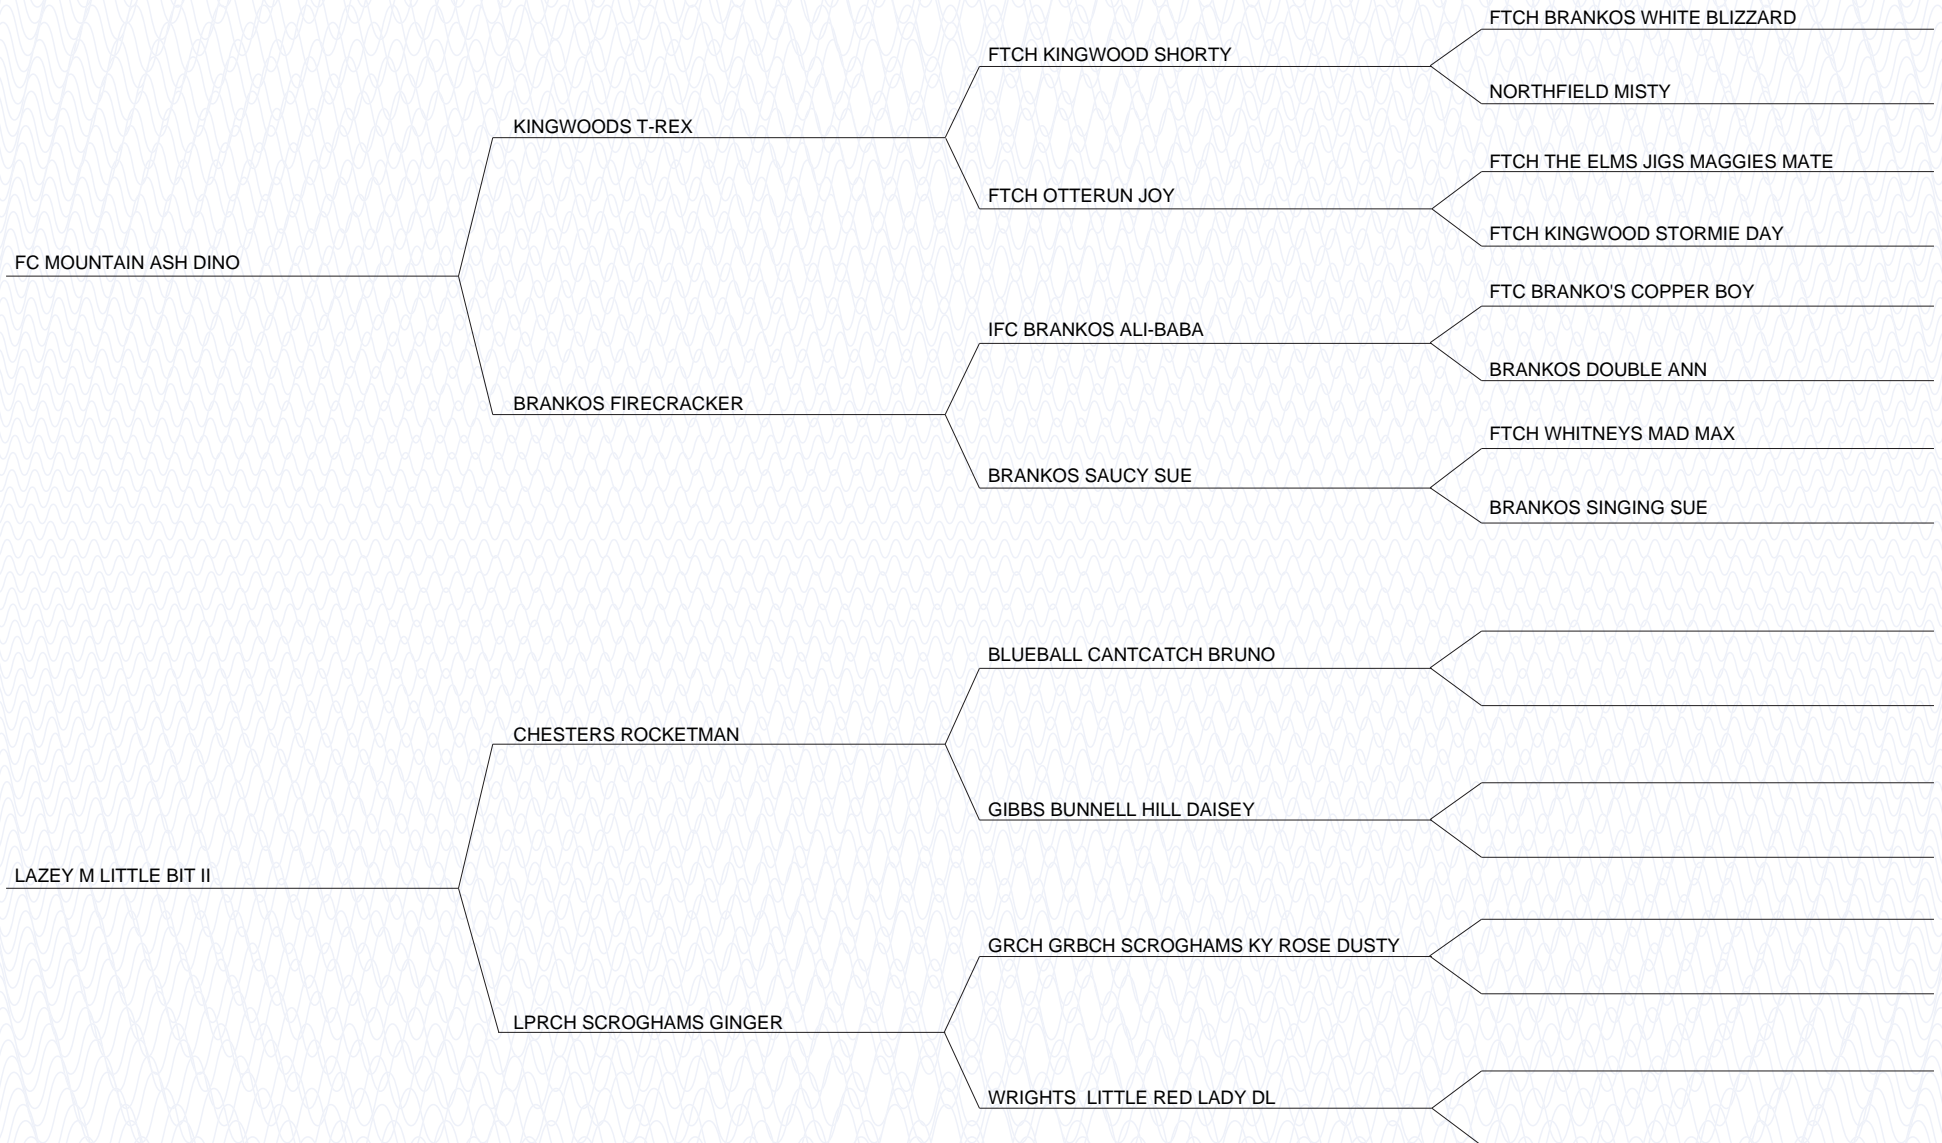 FTCH BRANKOS WHITE BLIZZARD
FTCH KINGWOOD SHORTY
NORTHFIELD MISTY
KINGWOODS T-REX
FTCH THE ELMS JIGS MAGGIES MATE
FTCH OTTERUN JOY
FTCH KINGWOOD STORMIE DAY
FC MOUNTAIN ASH DINO
FTC BRANKO'S COPPER BOY
IFC BRANKOS ALI-BABA
BRANKOS DOUBLE ANN
BRANKOS FIRECRACKER
FTCH WHITNEYS MAD MAX
BRANKOS SAUCY SUE
BRANKOS SINGING SUE
BLUEBALL CANTCATCH BRUNO
CHESTERS ROCKETMAN
GIBBS BUNNELL HILL DAISEY
LAZEY M LITTLE BIT II
GRCH GRBCH SCROGHAMS KY ROSE DUSTY
LPRCH SCROGHAMS GINGER
WRIGHTS  LITTLE RED LADY DL